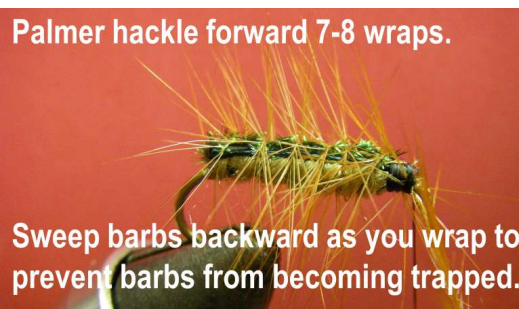 Palmer hackle forward 7-8 wraps.
Sweep barbs backward as you wrap to
prevent barbs from becoming trapped.